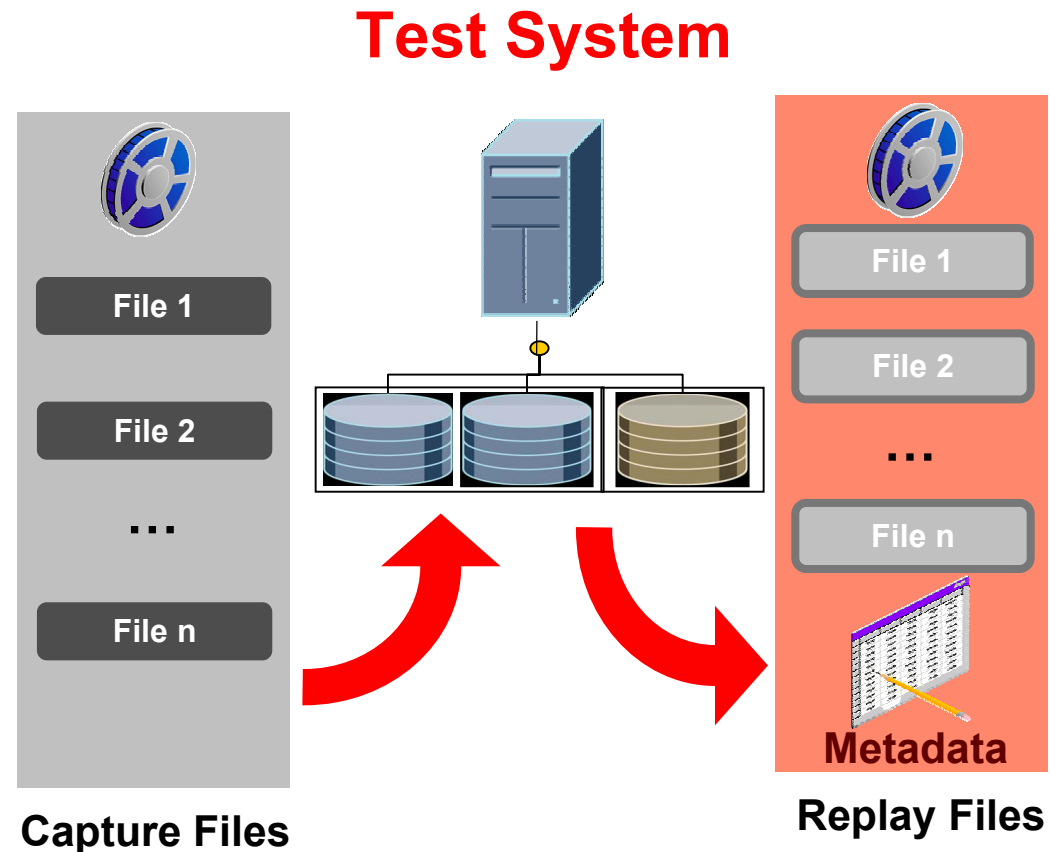 Test System
File 1
File 2
...
File n
Capture Files
File 1
File 2
...
File n
Metadata
Replay Files